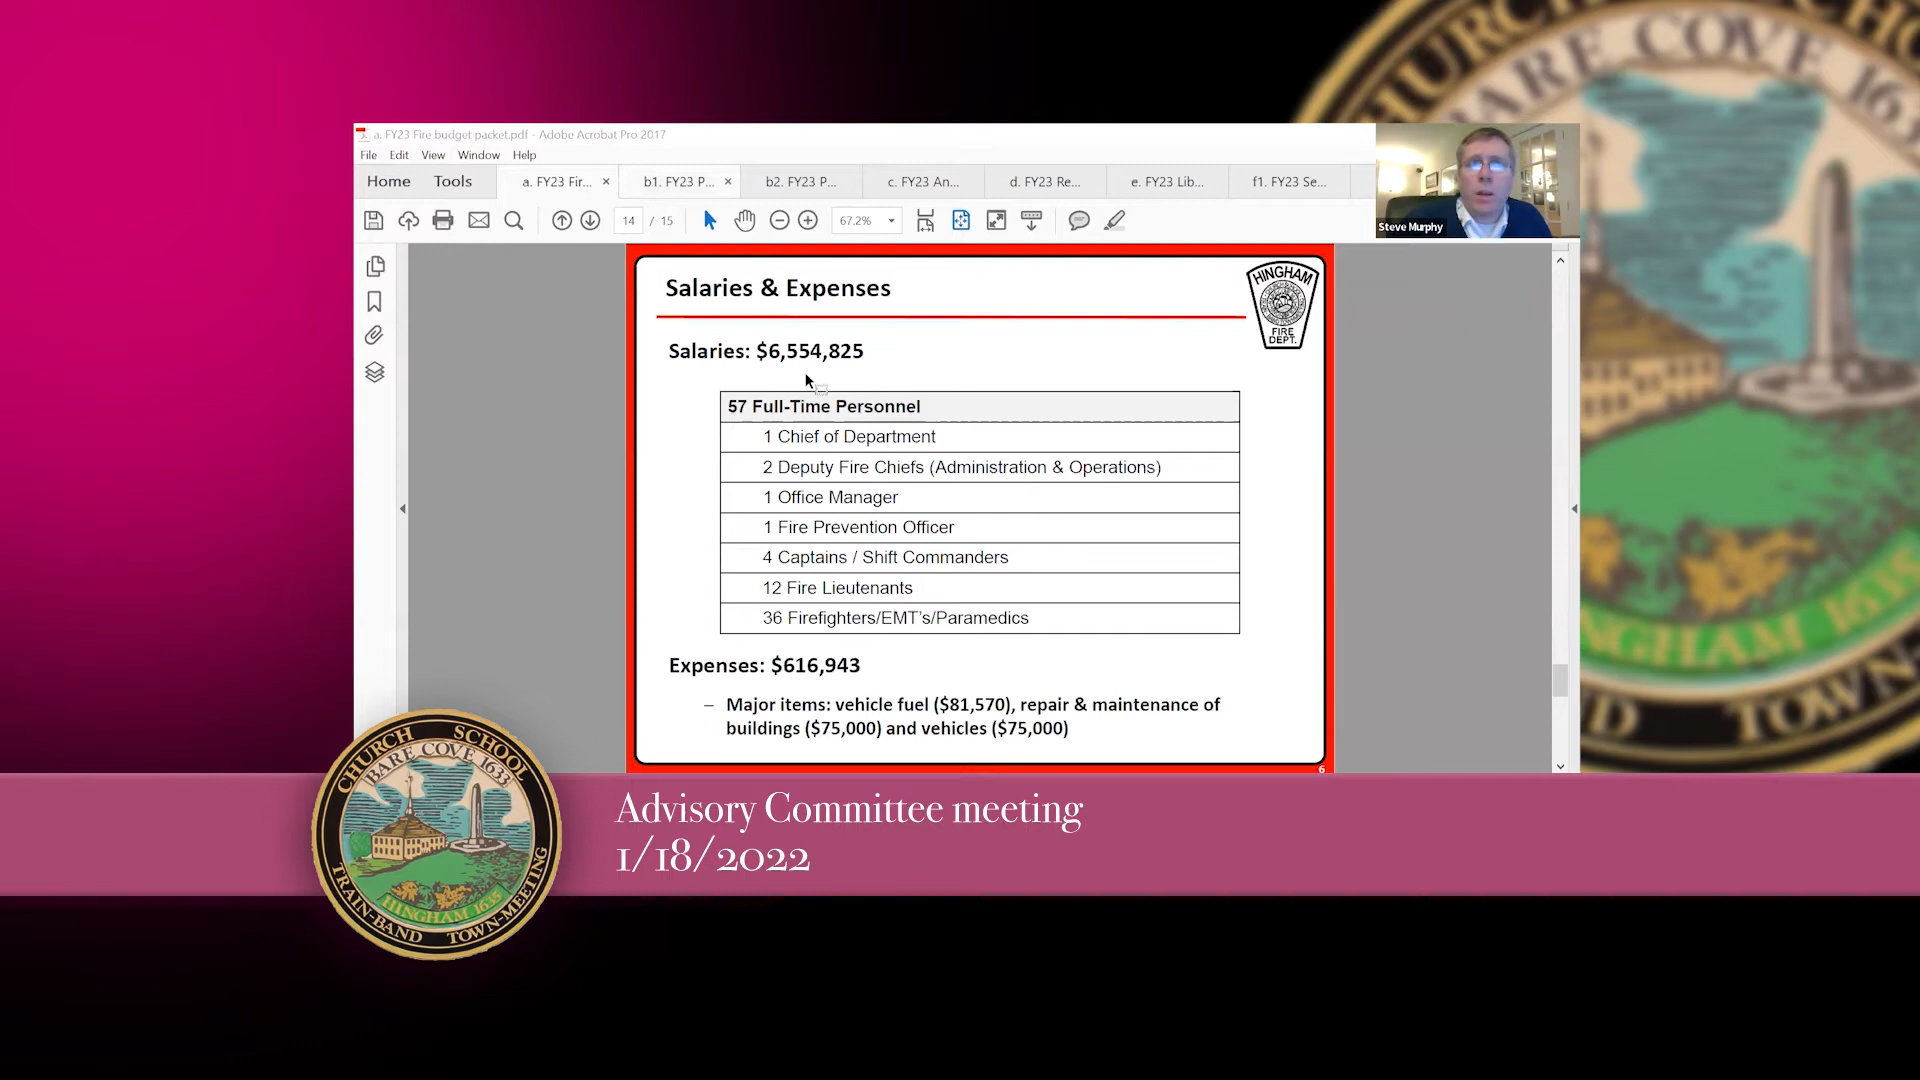 a. FY23 Fire budget packet.pdf - Adobe Acrobat Pro 2017
File Edit View Window Help
Home Tools a. FY23 Fir... × b1. FY23 P... × b2. FY23 P... c. FY23 An... d. FY23 Re... e. FY23 Lib... f1. FY23 Se...
14 / 15 67.2%
Steve Murphy
Salaries & Expenses
HINGHAM
FIRE
DEPT.
Salaries: $6,554,825
57 Full-Time Personnel
1 Chief of Department
2 Deputy Fire Chiefs (Administration & Operations)
1 Office Manager
1 Fire Prevention Officer
4 Captains / Shift Commanders
12 Fire Lieutenants
36 Firefighters/EMT's/Paramedics
Expenses: $616,943
– Major items: vehicle fuel ($81,570), repair & maintenance of
buildings ($75,000) and vehicles ($75,000)
6
CHURCH SCHOOL
BARE COVE 1633
HINGHAM 1635
TRAIN-BAND TOWN-MEETING
Advisory Committee meeting
1/18/2022